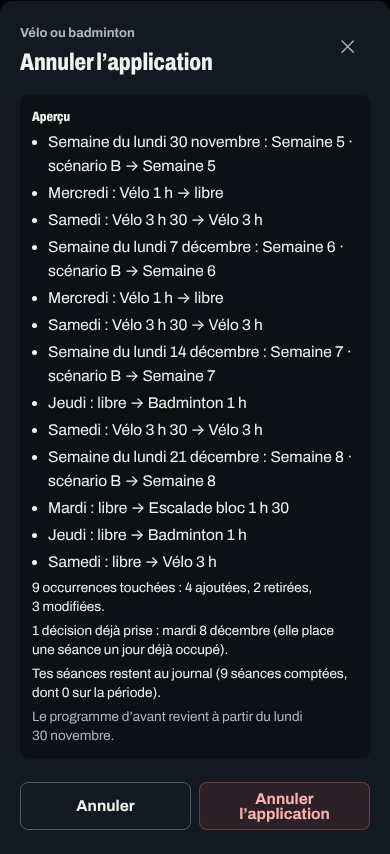 Vélo ou badminton
Annuler l’application
Aperçu
• Semaine du lundi 30 novembre : Semaine 5 ·
scénario B → Semaine 5
• Mercredi : Vélo 1 h → libre
• Samedi : Vélo 3 h 30 → Vélo 3 h
• Semaine du lundi 7 décembre : Semaine 6 ·
scénario B → Semaine 6
• Mercredi : Vélo 1 h → libre
• Samedi : Vélo 3 h 30 → Vélo 3 h
• Semaine du lundi 14 décembre : Semaine 7 ·
scénario B → Semaine 7
• Jeudi : libre → Badminton 1 h
• Samedi : Vélo 3 h 30 → Vélo 3 h
• Semaine du lundi 21 décembre : Semaine 8 ·
scénario B → Semaine 8
• Mardi : libre → Escalade bloc 1 h 30
• Jeudi : libre → Badminton 1 h
• Samedi : libre → Vélo 3 h
9 occurrences touchées : 4 ajoutées, 2 retirées,
3 modifiées.
1 décision déjà prise : mardi 8 décembre (elle place
une séance un jour déjà occupé).
Tes séances restent au journal (9 séances comptées,
dont 0 sur la période).
Le programme d’avant revient à partir du lundi
30 novembre.
Annuler
Annuler
l’application